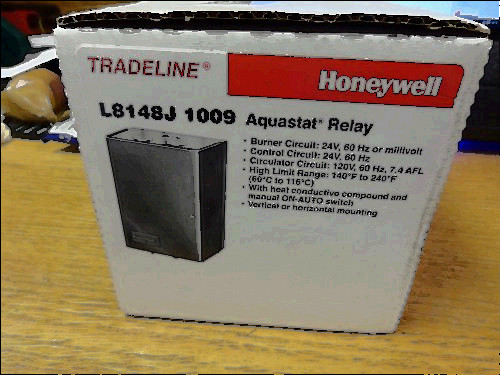 TRADELINE®
Honeywell
L8148J 1009 Aquastat® Relay
• Burner Circuit: 24V, 60 Hz or millivolt
• Control Circuit: 24V, 60 Hz
• Circulator Circuit: 120V, 60 Hz, 7.4 AFL
• High Limit Range: 140°F to 240°F
(60°C to 116°C)
• With heat conductive compound and
manual ON-AUTO switch
• Vertical or horizontal mounting